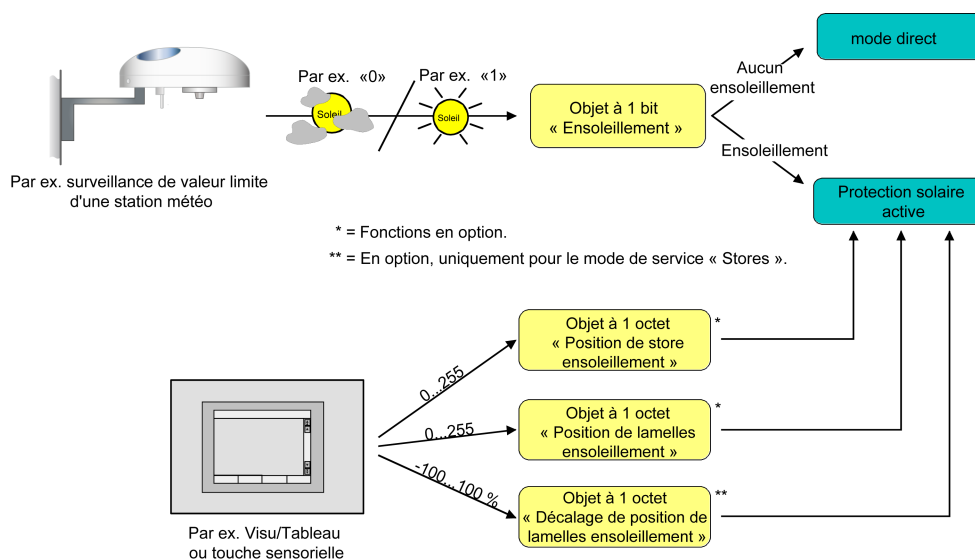 mode direct
Par ex. «0»
Par ex. «1»
Aucun
ensoleillement
Soleil
Soleil
Objet à 1 bit
« Ensoleillement »
Ensoleillement
Par ex. surveillance de valeur limite
d'une station météo
Protection solaire
active
* = Fonctions en option.
** = En option, uniquement pour le mode de service « Stores ».
Objet à 1 octet
« Position de store
ensoleillement »
*
0...255
Objet à 1 octet
« Position de lamelles
ensoleillement »
*
0...255
-100...100 %
Objet à 1 octet
« Décalage de position de
lamelles ensoleillement »
**
Par ex. Visu/Tableau
ou touche sensorielle